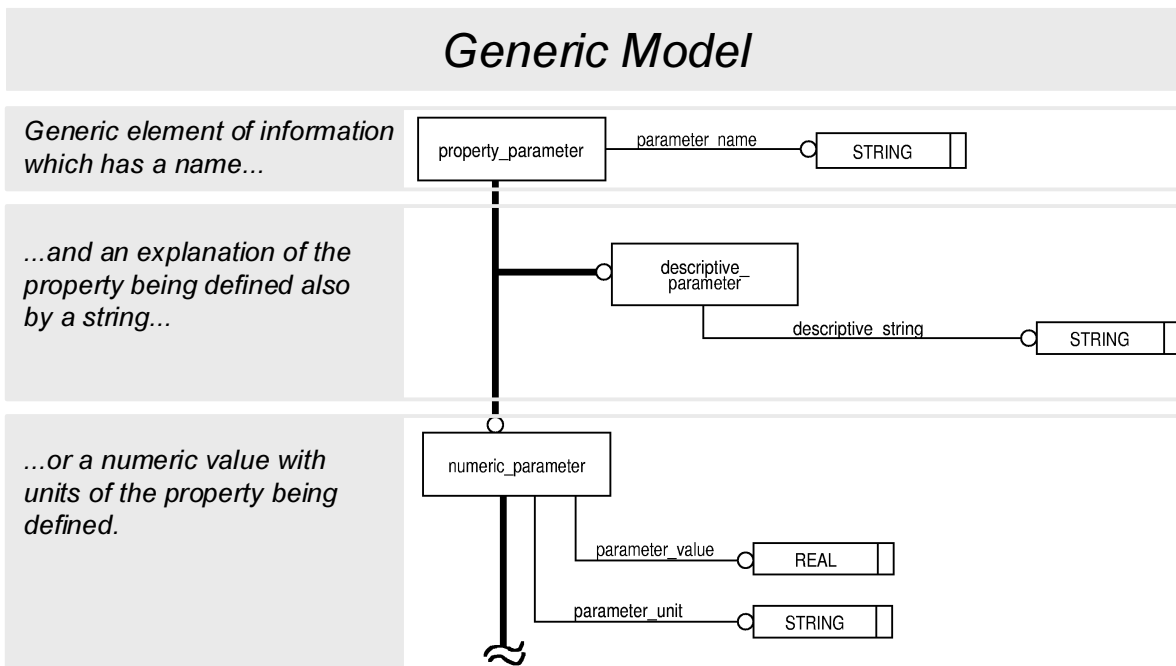 Generic Model
Generic element of information
which has a name...
property_parameter
parameter_name
STRING
...and an explanation of the
property being defined also
by a string...
descriptive_
parameter
descriptive_string
STRING
...or a numeric value with
units of the property being
defined.
numeric_parameter
parameter_value
REAL
parameter_unit
STRING